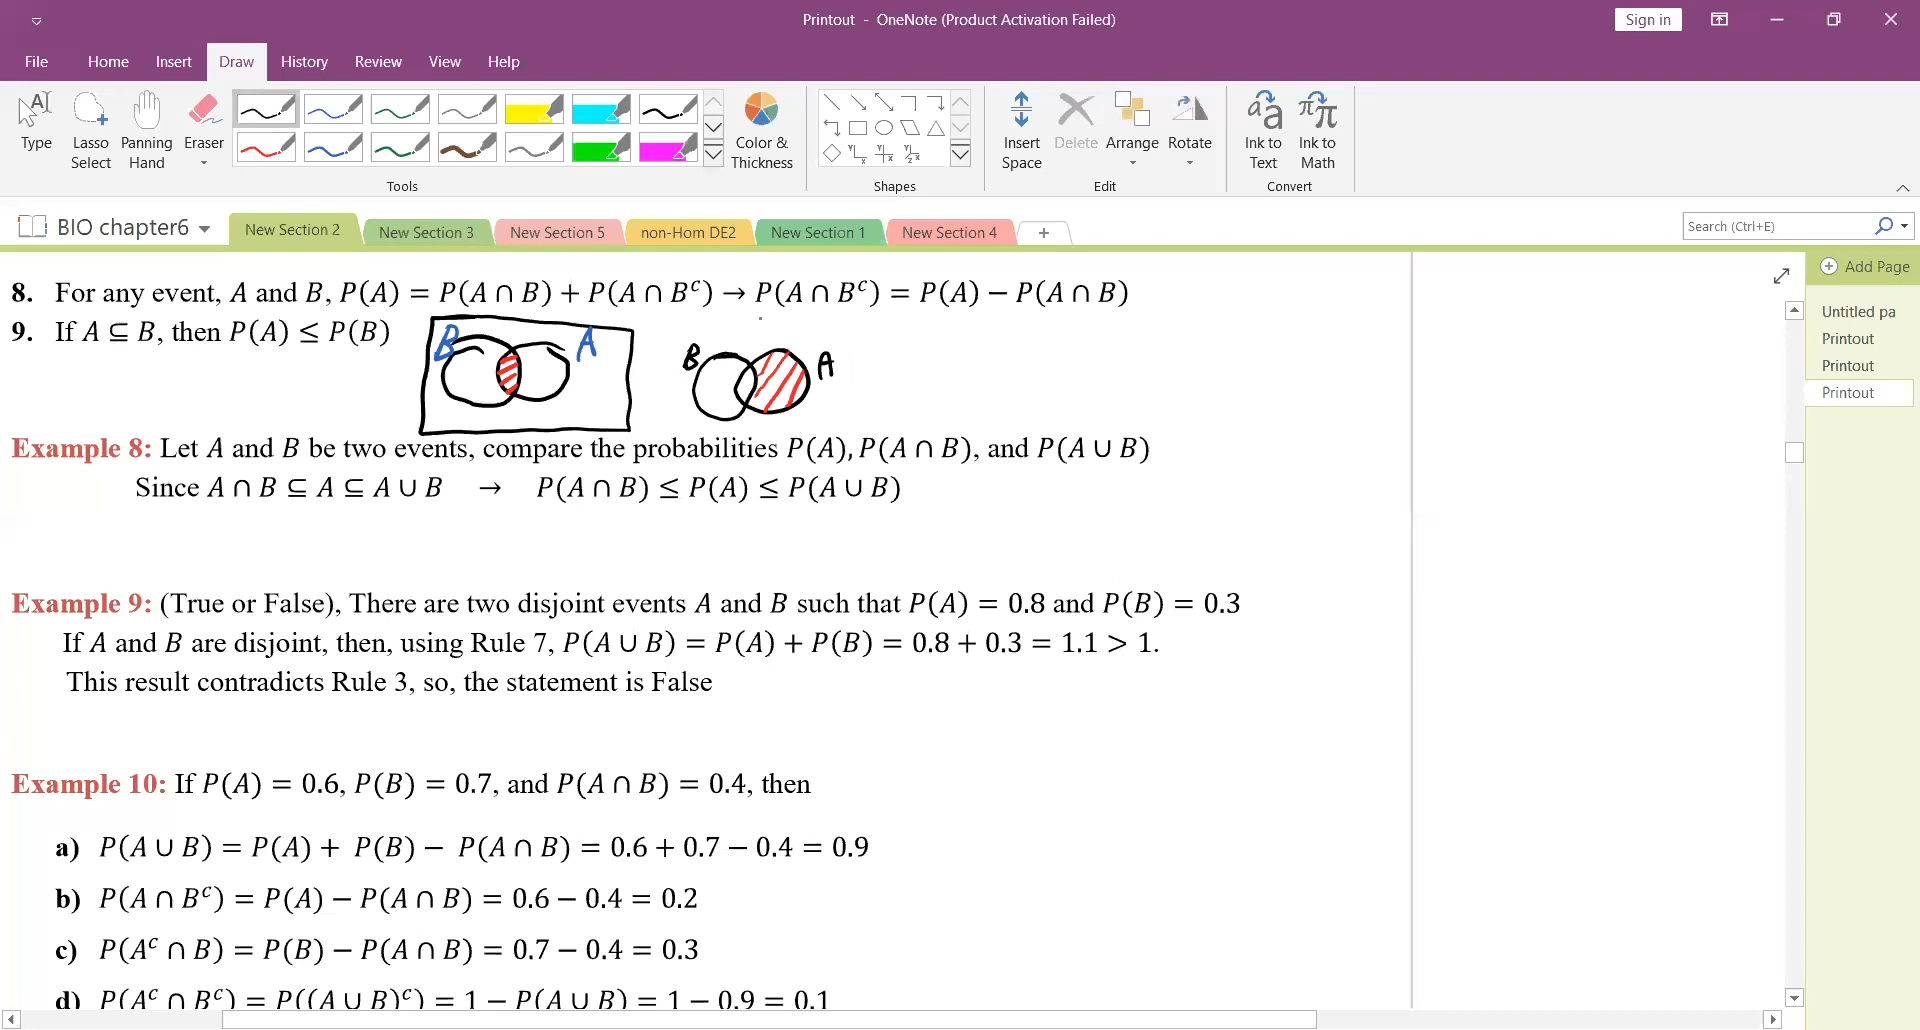 Printout - OneNote (Product Activation Failed)
Sign in
File Home Insert Draw History Review View Help
Type
Lasso Select
Panning Hand
Eraser
Color & Thickness
Insert Space
Delete
Arrange
Rotate
Ink to Text
Ink to Math
Tools
Shapes
Edit
Convert
BIO chapter6
New Section 2 New Section 3 New Section 5 non-Hom DE2 New Section 1 New Section 4 +
Search (Ctrl+E)
Add Page
Untitled pa
Printout
Printout
Printout
8. For any event, A and B, P(A) = P(A ∩ B) + P(A ∩ Bᶜ) → P(A ∩ Bᶜ) = P(A) − P(A ∩ B)
9. If A ⊆ B, then P(A) ≤ P(B)
B A
B A
Example 8: Let A and B be two events, compare the probabilities P(A), P(A ∩ B), and P(A ∪ B)
Since A ∩ B ⊆ A ⊆ A ∪ B → P(A ∩ B) ≤ P(A) ≤ P(A ∪ B)
Example 9: (True or False), There are two disjoint events A and B such that P(A) = 0.8 and P(B) = 0.3
If A and B are disjoint, then, using Rule 7, P(A ∪ B) = P(A) + P(B) = 0.8 + 0.3 = 1.1 > 1.
This result contradicts Rule 3, so, the statement is False
Example 10: If P(A) = 0.6, P(B) = 0.7, and P(A ∩ B) = 0.4, then
a) P(A ∪ B) = P(A) + P(B) − P(A ∩ B) = 0.6 + 0.7 − 0.4 = 0.9
b) P(A ∩ Bᶜ) = P(A) − P(A ∩ B) = 0.6 − 0.4 = 0.2
c) P(Aᶜ ∩ B) = P(B) − P(A ∩ B) = 0.7 − 0.4 = 0.3
d) P(Aᶜ ∩ Bᶜ) = P((A ∪ B)ᶜ) = 1 − P(A ∪ B) = 1 − 0.9 = 0.1